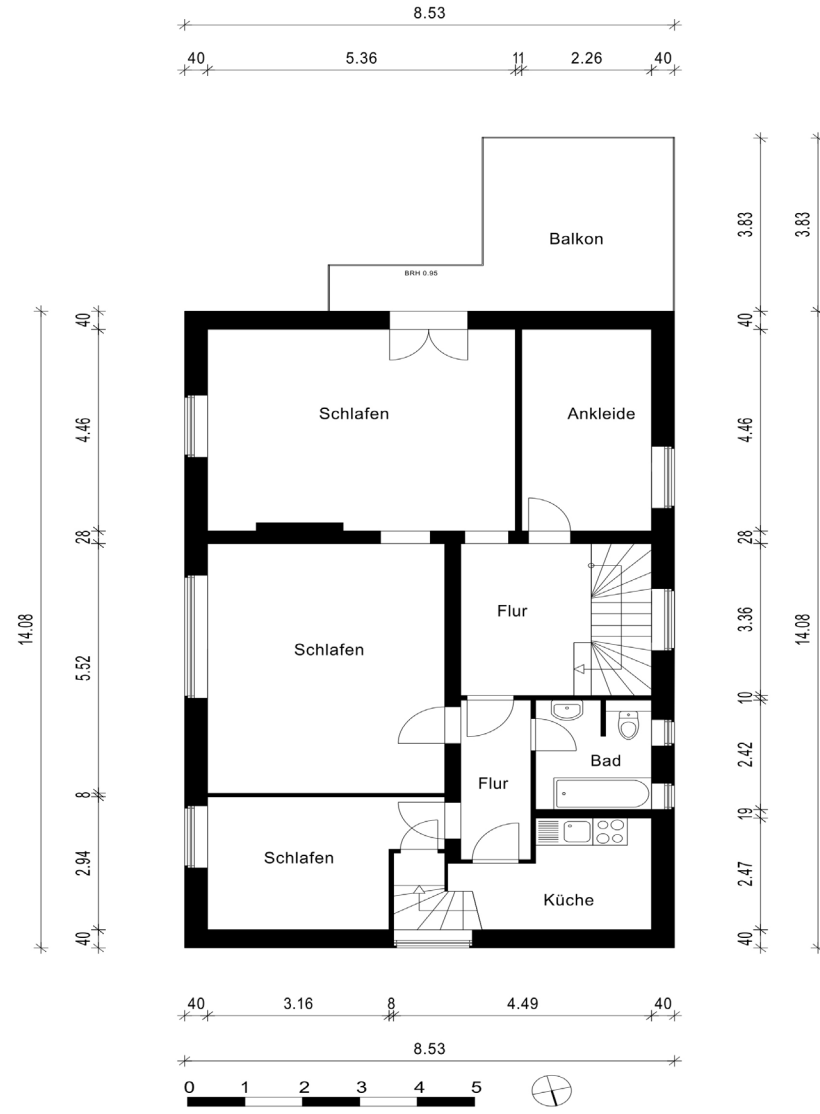 8.53
40 5.36 11 2.26 40
3.83 3.83
Balkon
BRH 0.95
40 40
Schlafen Ankleide
4.46 4.46
28 28
Flur
3.36
14.08 14.08
Schlafen
5.52
10
Bad
2.42
Flur
8
19
Schlafen
2.94 2.47
Küche
40 40
40 3.16 8 4.49 40
8.53
0 1 2 3 4 5